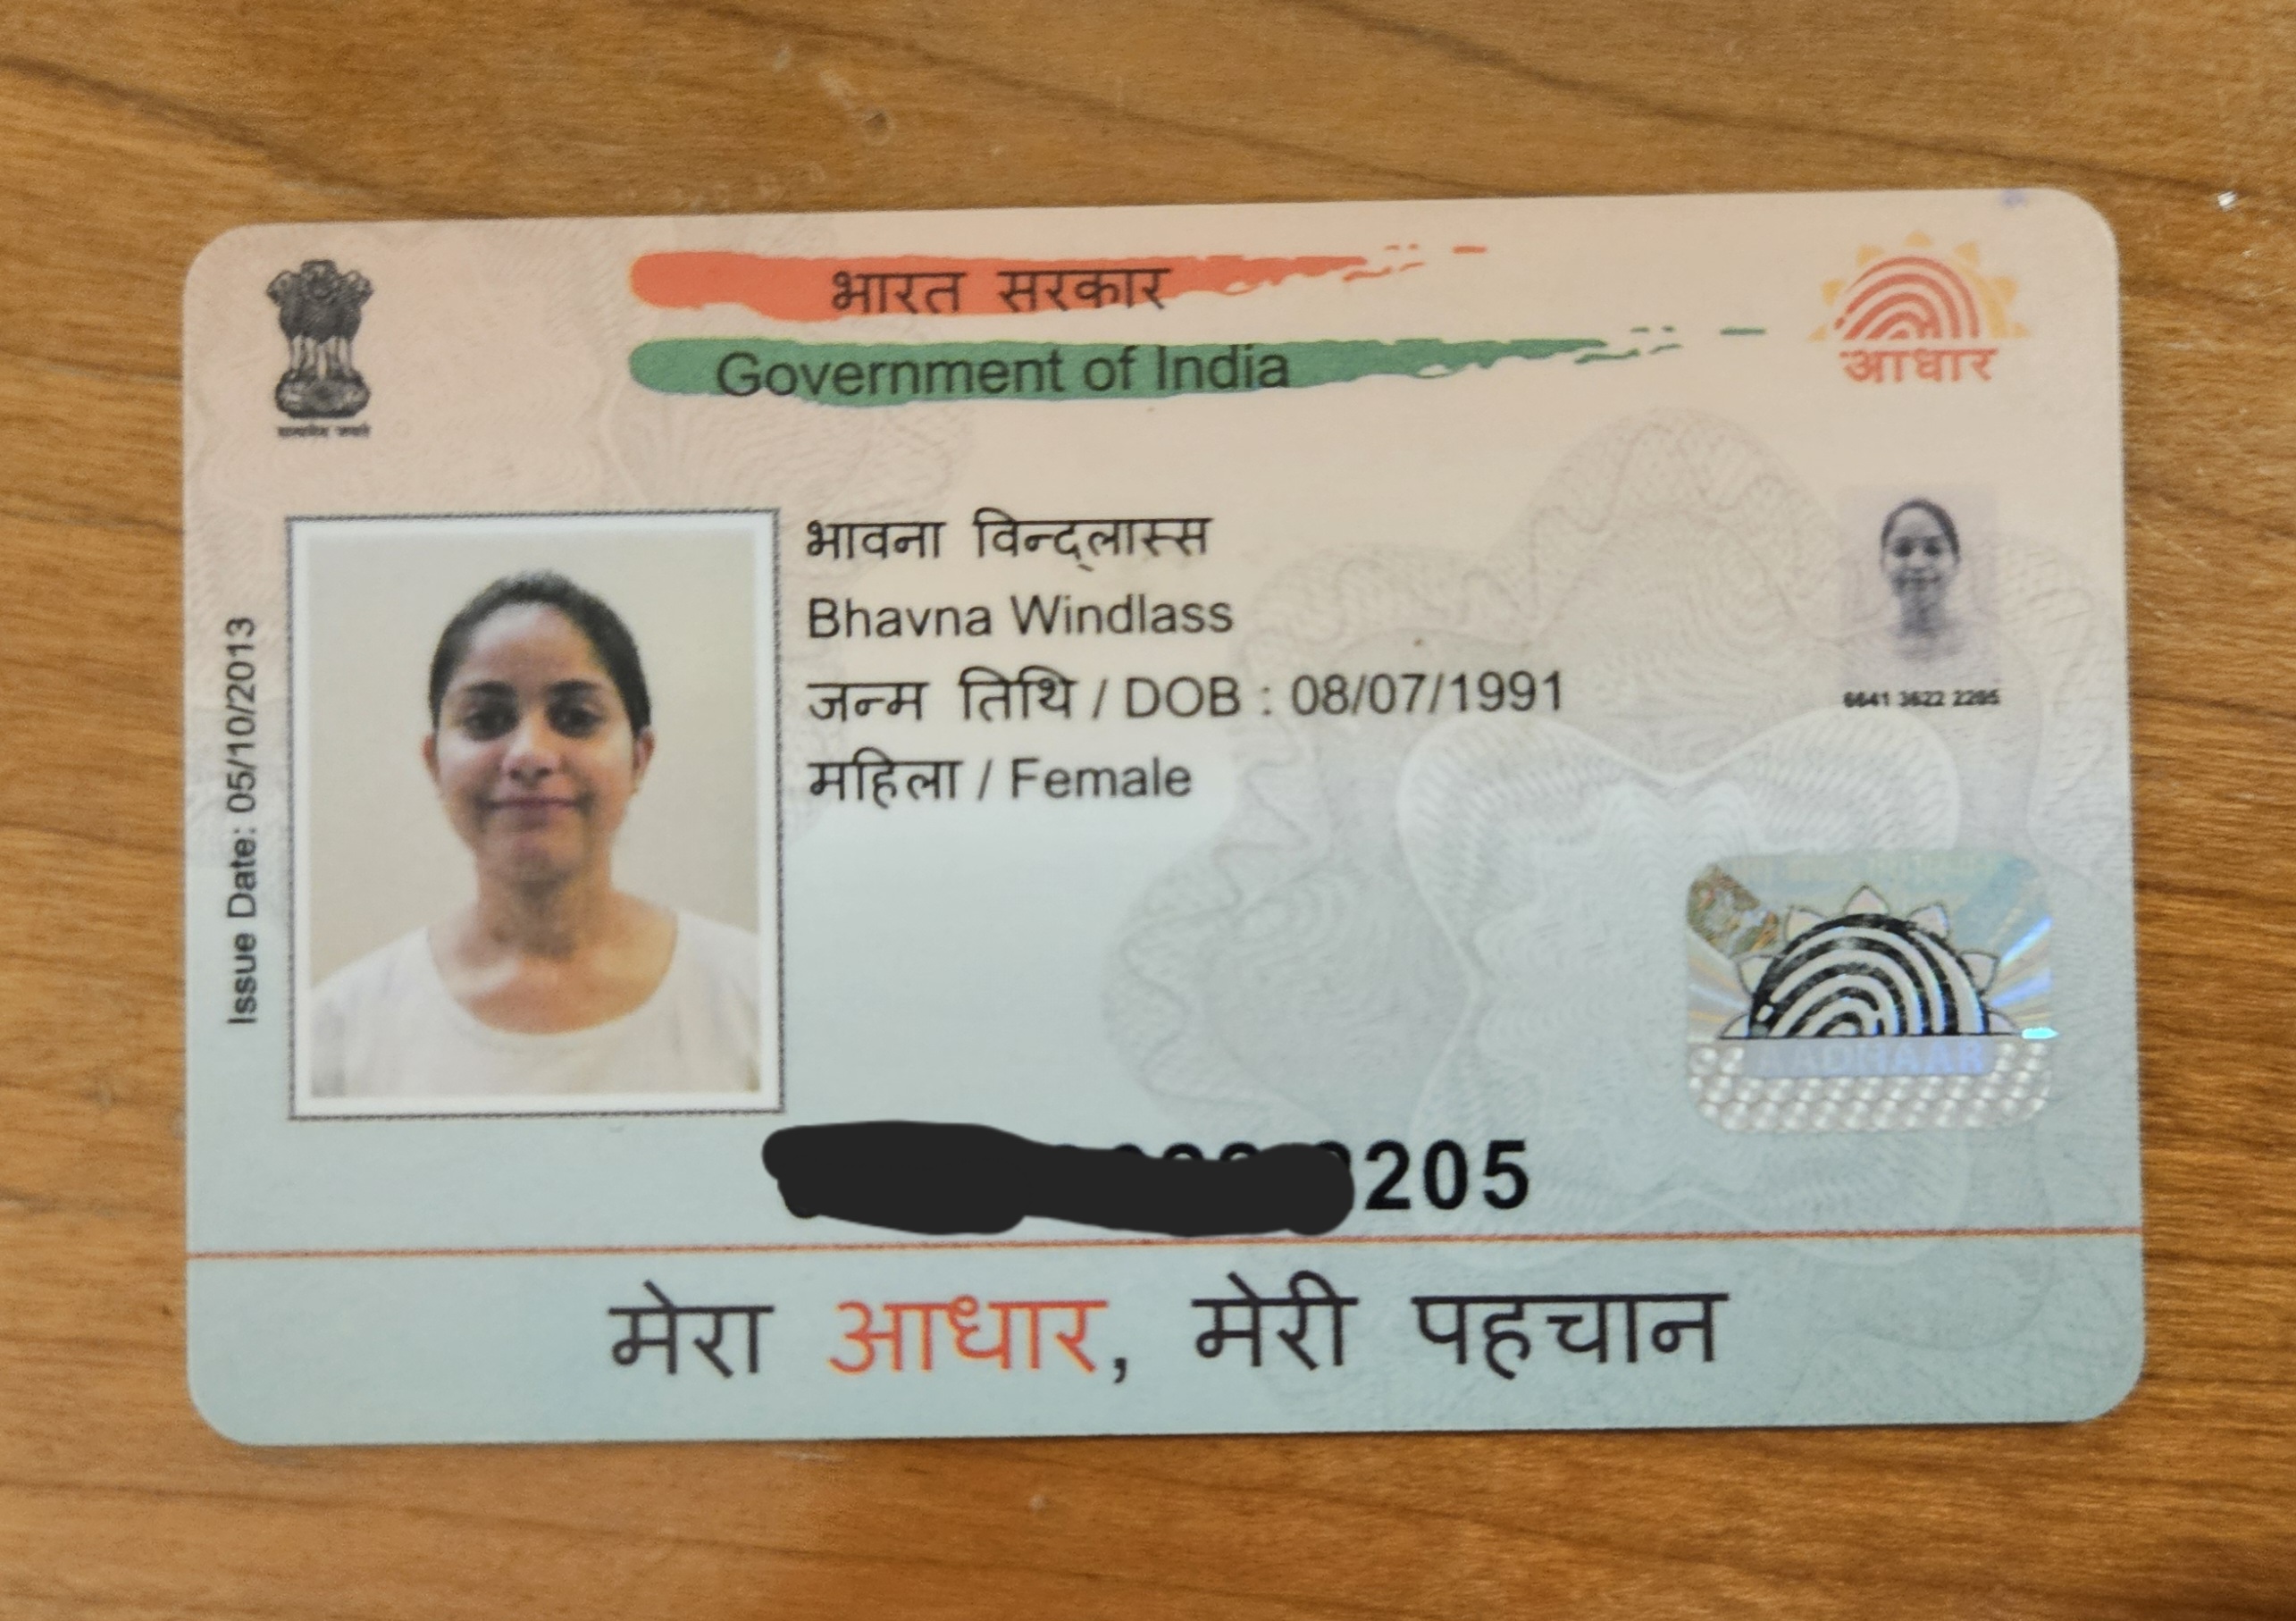 भारत सरकार
Government of India
आधार
भावना विन्द्लास्स
Bhavna Windlass
जन्म तिथि / DOB : 08/07/1991
महिला / Female
Issue Date: 05/10/2013
AADHAAR
205
मेरा आधार, मेरी पहचान